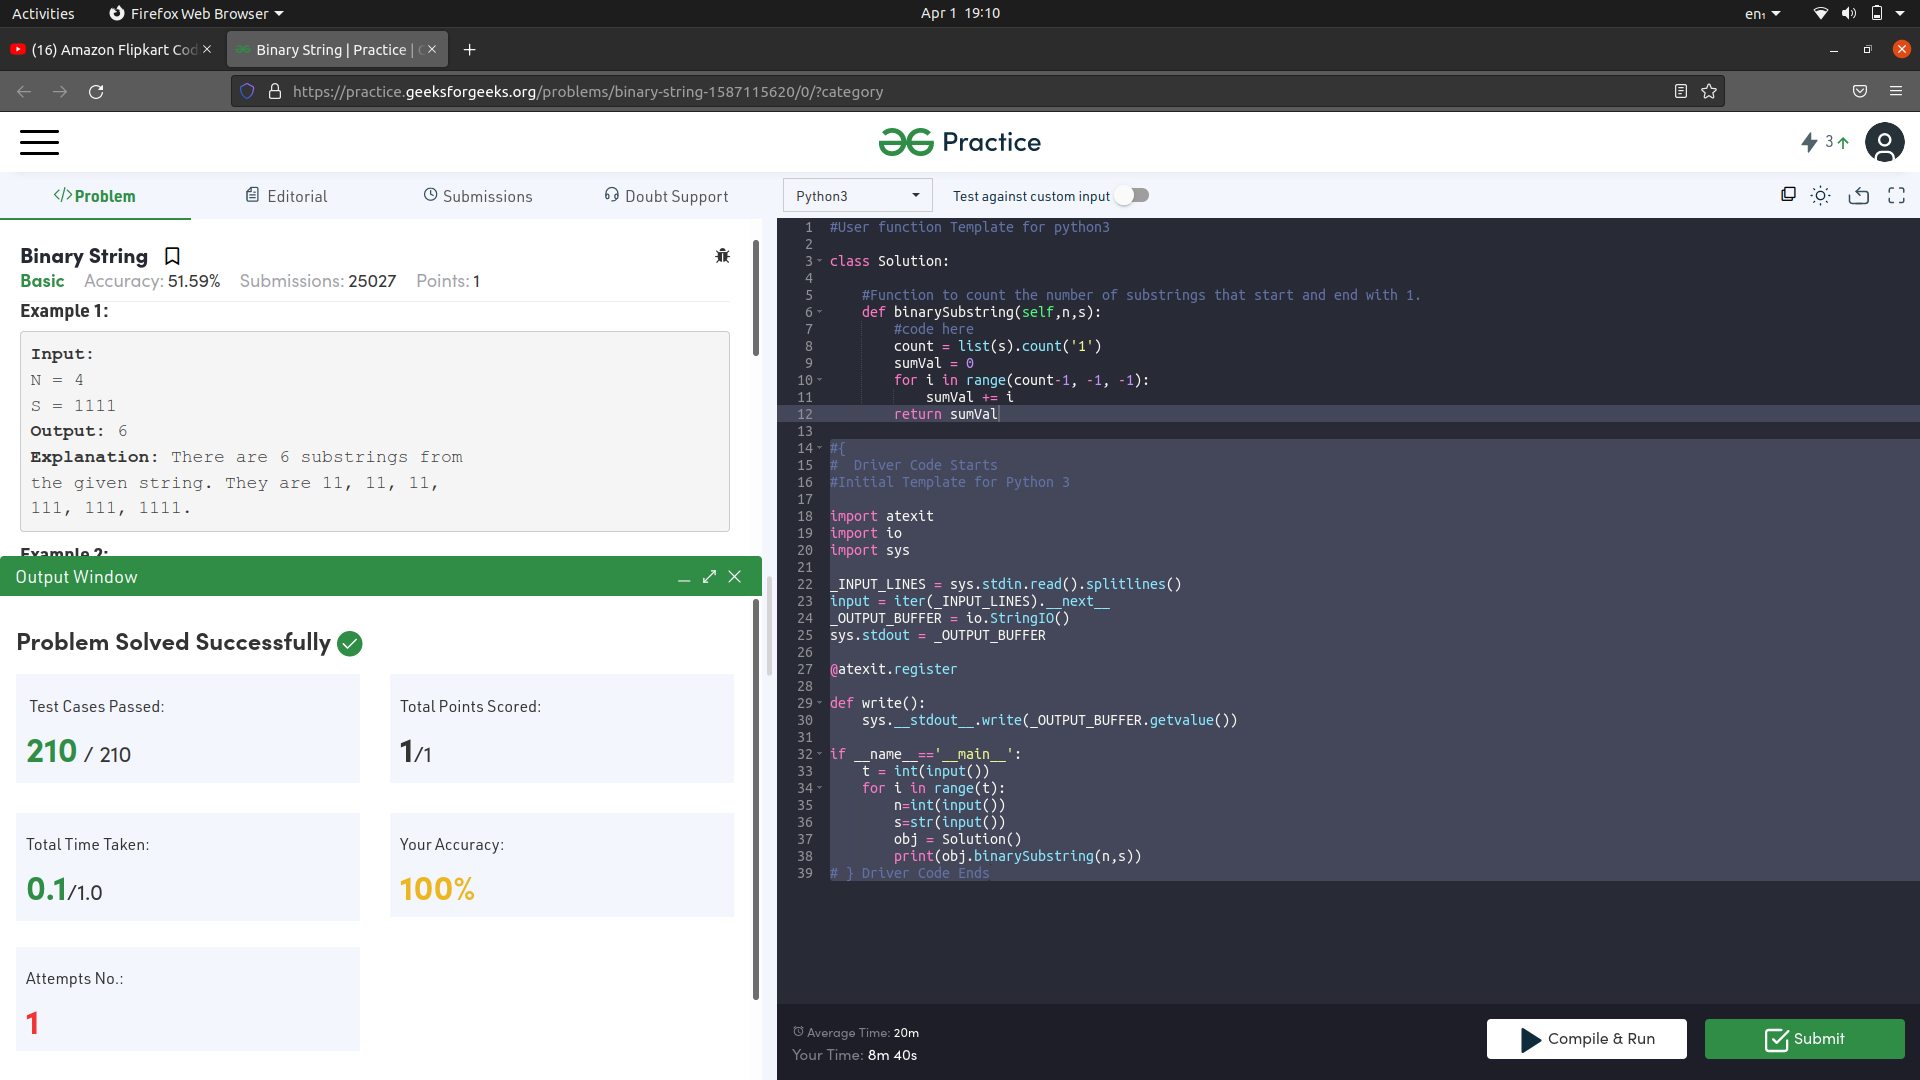 Activities
Firefox Web Browser
Apr 1 19:10
en₁
(16) Amazon Flipkart Cod
Binary String | Practice |
https://practice.geeksforgeeks.org/problems/binary-string-1587115620/0/?category
Practice
3
</>Problem
Editorial
Submissions
Doubt Support
Binary String
Basic Accuracy: 51.59% Submissions: 25027 Points: 1
Example 1:
Input:
N = 4
S = 1111
Output: 6
Explanation: There are 6 substrings from
the given string. They are 11, 11, 11,
111, 111, 1111.
Example 2:
Output Window
Problem Solved Successfully
Test Cases Passed:
210 / 210
Total Points Scored:
1/1
Total Time Taken:
0.1/1.0
Your Accuracy:
100%
Attempts No.:
1
Python3
Test against custom input
1 #User function Template for python3
2
3 class Solution:
4
5     #Function to count the number of substrings that start and end with 1.
6     def binarySubstring(self,n,s):
7         #code here
8         count = list(s).count('1')
9         sumVal = 0
10         for i in range(count-1, -1, -1):
11             sumVal += i
12         return sumVal
13
14 #{
15 #  Driver Code Starts
16 #Initial Template for Python 3
17
18 import atexit
19 import io
20 import sys
21
22 _INPUT_LINES = sys.stdin.read().splitlines()
23 input = iter(_INPUT_LINES).__next__
24 _OUTPUT_BUFFER = io.StringIO()
25 sys.stdout = _OUTPUT_BUFFER
26
27 @atexit.register
28
29 def write():
30     sys.__stdout__.write(_OUTPUT_BUFFER.getvalue())
31
32 if __name__=='__main__':
33     t = int(input())
34     for i in range(t):
35         n=int(input())
36         s=str(input())
37         obj = Solution()
38         print(obj.binarySubstring(n,s))
39 # } Driver Code Ends
Average Time: 20m
Your Time: 8m 40s
Compile & Run
Submit